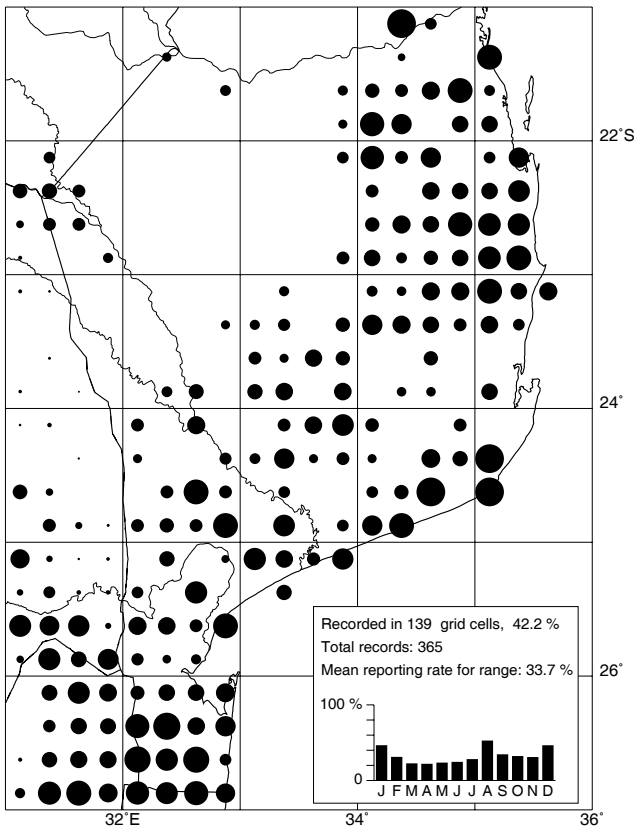 22°S
24°
Recorded in 139 grid cells, 42.2 %
Total records: 365
Mean reporting rate for range: 33.7 %
26°
100 %
0
J F M A M J J A S O N D
32°E
34°
36°